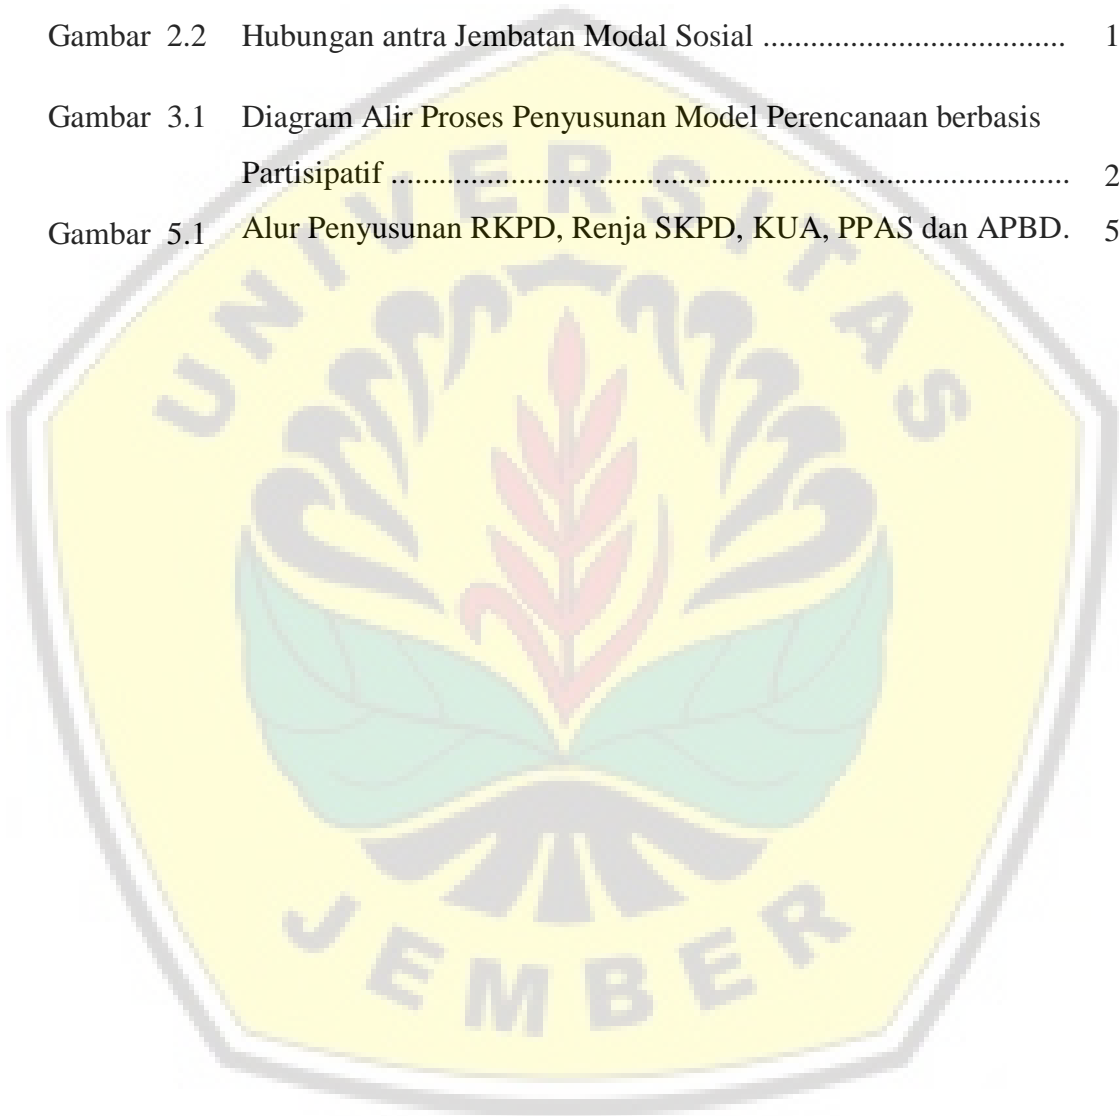 Gambar 2.2 Hubungan antra Jembatan Modal Sosial ...................................... 1
Gambar 3.1 Diagram Alir Proses Penyusunan Model Perencanaan berbasis
Partisipatif ..................................................................................... 2
Gambar 5.1 Alur Penyusunan RKPD, Renja SKPD, KUA, PPAS dan APBD. 5
UNIVERSITAS
JEMBER